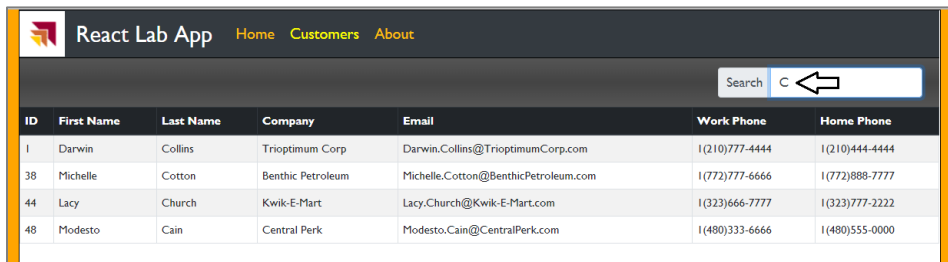 React Lab App Home Customers About
Search C
ID First Name Last Name Company Email Work Phone Home Phone
1 Darwin Collins Trioptimum Corp Darwin.Collins@TrioptimumCorp.com 1(210)777-4444 1(210)444-4444
38 Michelle Cotton Benthic Petroleum Michelle.Cotton@BenthicPetroleum.com 1(772)777-6666 1(772)888-7777
44 Lacy Church Kwik-E-Mart Lacy.Church@Kwik-E-Mart.com 1(323)666-7777 1(323)777-2222
48 Modesto Cain Central Perk Modesto.Cain@CentralPerk.com 1(480)333-6666 1(480)555-0000